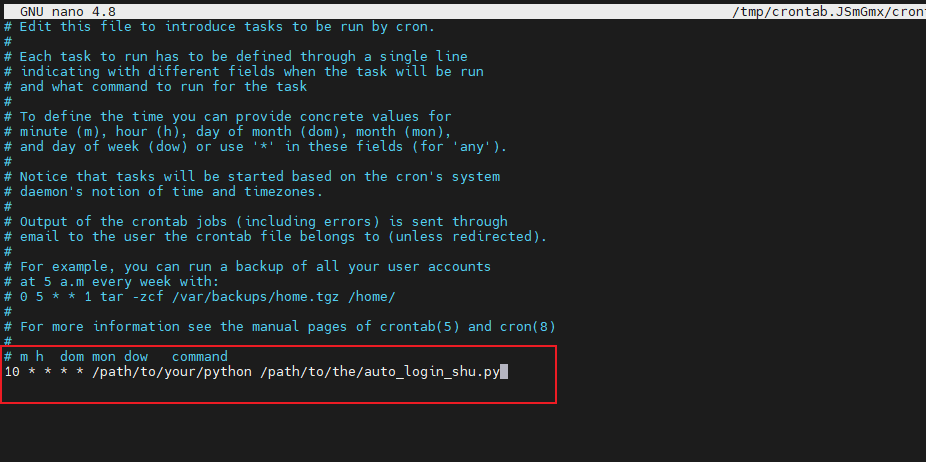 GNU nano 4.8 /tmp/crontab.JSmGmx/cron
# Edit this file to introduce tasks to be run by cron.
#
# Each task to run has to be defined through a single line
# indicating with different fields when the task will be run
# and what command to run for the task
#
# To define the time you can provide concrete values for
# minute (m), hour (h), day of month (dom), month (mon),
# and day of week (dow) or use '*' in these fields (for 'any').
#
# Notice that tasks will be started based on the cron's system
# daemon's notion of time and timezones.
#
# Output of the crontab jobs (including errors) is sent through
# email to the user the crontab file belongs to (unless redirected).
#
# For example, you can run a backup of all your user accounts
# at 5 a.m every week with:
# 0 5 * * 1 tar -zcf /var/backups/home.tgz /home/
#
# For more information see the manual pages of crontab(5) and cron(8)
#
# m h  dom mon dow   command
10 * * * * /path/to/your/python /path/to/the/auto_login_shu.py